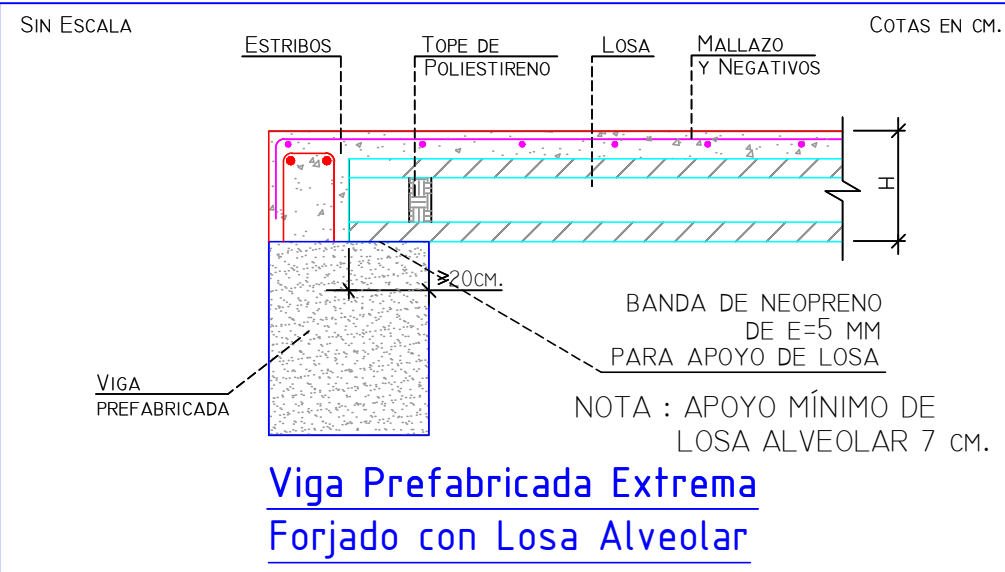 SIN ESCALA
COTAS EN CM.
ESTRIBOS
TOPE DE
POLIESTIRENO
LOSA
MALLAZO
Y NEGATIVOS
H
≥20CM.
BANDA DE NEOPRENO
DE E=5 MM
PARA APOYO DE LOSA
VIGA
PREFABRICADA
NOTA : APOYO MÍNIMO DE
LOSA ALVEOLAR 7 CM.
Viga Prefabricada Extrema
Forjado con Losa Alveolar